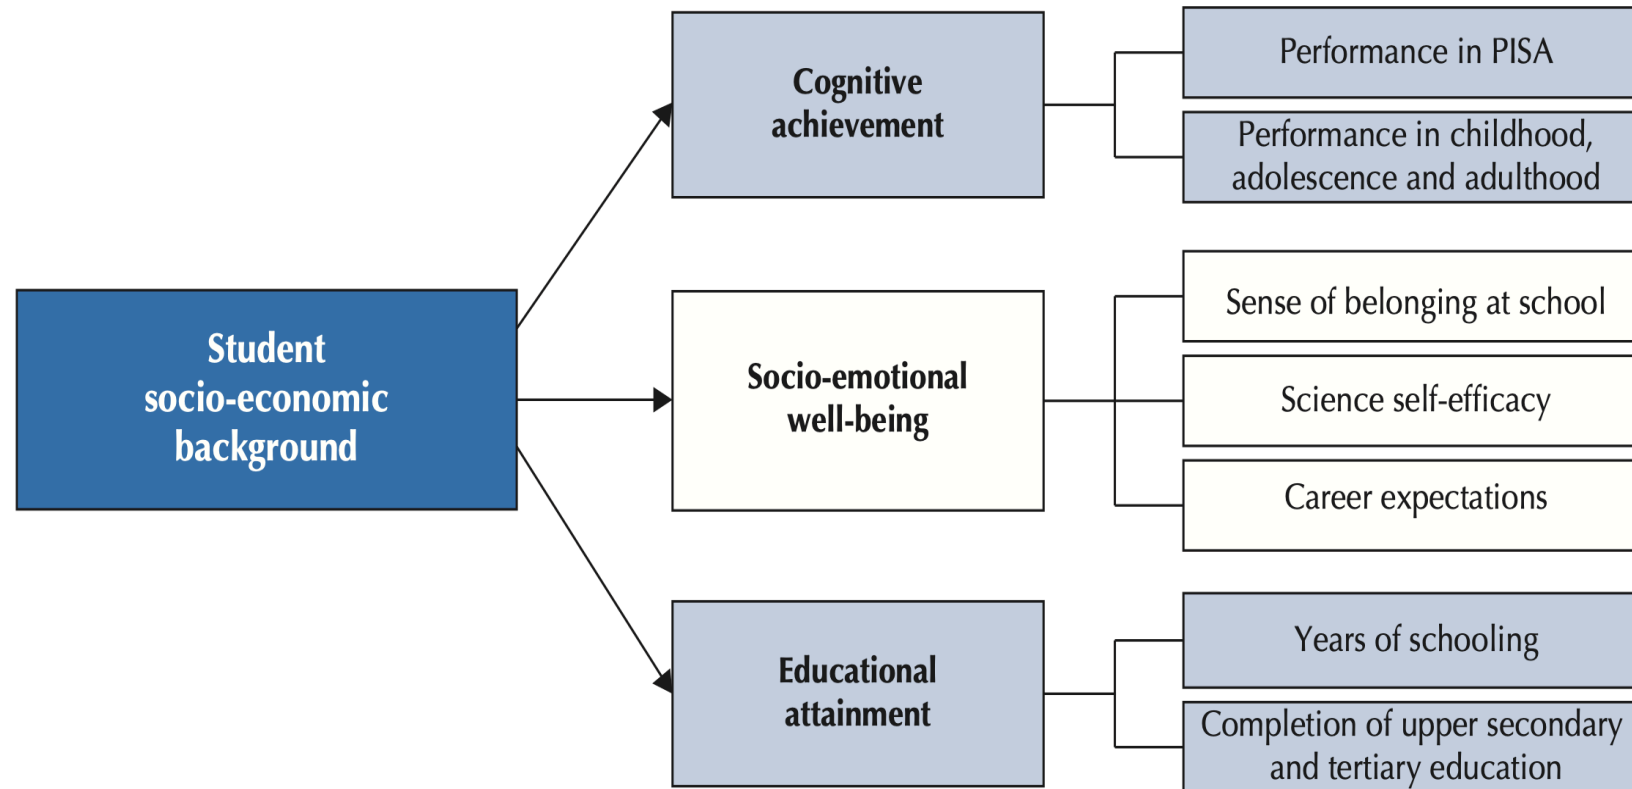 Cognitive
achievement
Performance in PISA
Performance in childhood,
adolescence and adulthood
Student
socio-economic
background
Socio-emotional
well-being
Sense of belonging at school
Science self-efficacy
Career expectations
Educational
attainment
Years of schooling
Completion of upper secondary
and tertiary education